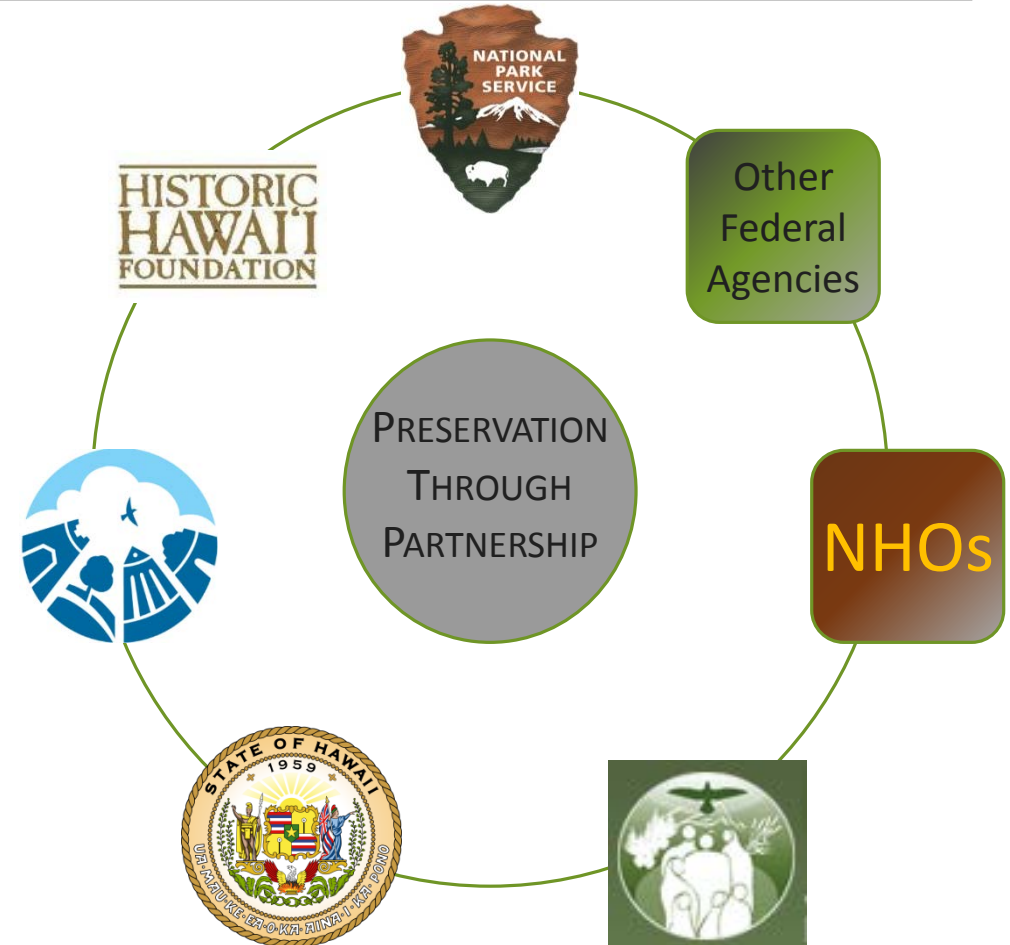 NATIONAL
PARK
SERVICE
HISTORIC
HAWAI'I
FOUNDATION
Other
Federal
Agencies
PRESERVATION
THROUGH
PARTNERSHIP
NHOs
STATE OF HAWAII
1959
UA·MAU·KE·EA·O·KA·AINA·I·KA·PONO